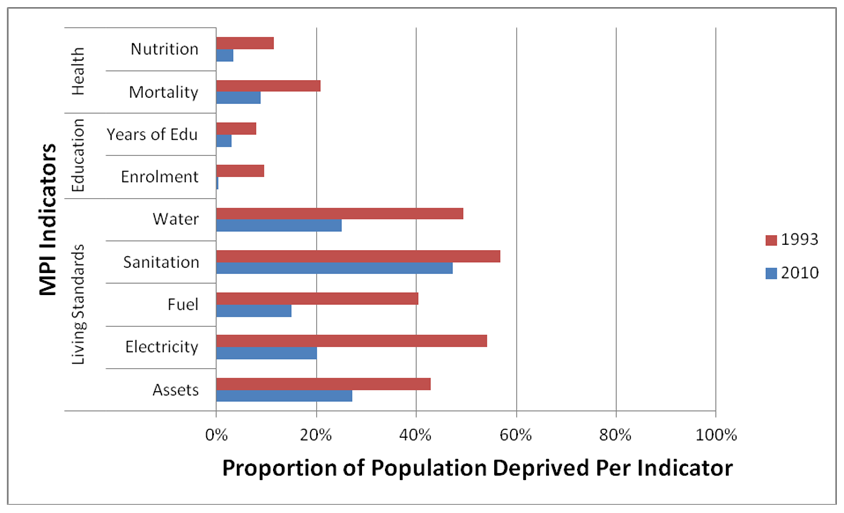 MPI Indicators
Health
Nutrition
Mortality
Education
Years of Edu
Enrolment
Living Standards
Water
Sanitation
Fuel
Electricity
Assets
0% 20% 40% 60% 80% 100%
Proportion of Population Deprived Per Indicator
1993
2010